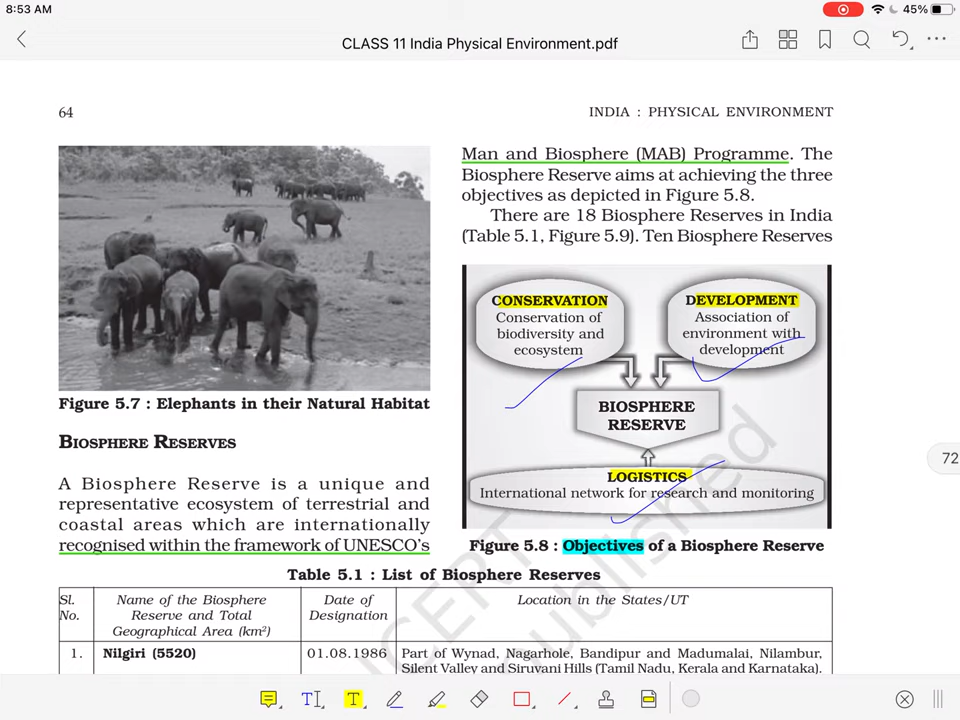 8:53 AM
45%
CLASS 11 India Physical Environment.pdf
64
INDIA : PHYSICAL ENVIRONMENT
Figure 5.7 : Elephants in their Natural Habitat
BIOSPHERE RESERVES
A Biosphere Reserve is a unique and
representative ecosystem of terrestrial and
coastal areas which are internationally
recognised within the framework of UNESCO's
Man and Biosphere (MAB) Programme. The
Biosphere Reserve aims at achieving the three
objectives as depicted in Figure 5.8.
There are 18 Biosphere Reserves in India
(Table 5.1, Figure 5.9). Ten Biosphere Reserves
CONSERVATION
Conservation of
biodiversity and
ecosystem
DEVELOPMENT
Association of
environment with
development
BIOSPHERE
RESERVE
LOGISTICS
International network for research and monitoring
Figure 5.8 : Objectives of a Biosphere Reserve
72
Table 5.1 : List of Biosphere Reserves
Sl.
No.
Name of the Biosphere
Reserve and Total
Geographical Area (km²)
Date of
Designation
Location in the States/UT
1.
Nilgiri (5520)
01.08.1986
Part of Wynad, Nagarhole, Bandipur and Madumalai, Nilambur,
Silent Valley and Siruvani Hills (Tamil Nadu, Kerala and Karnataka).